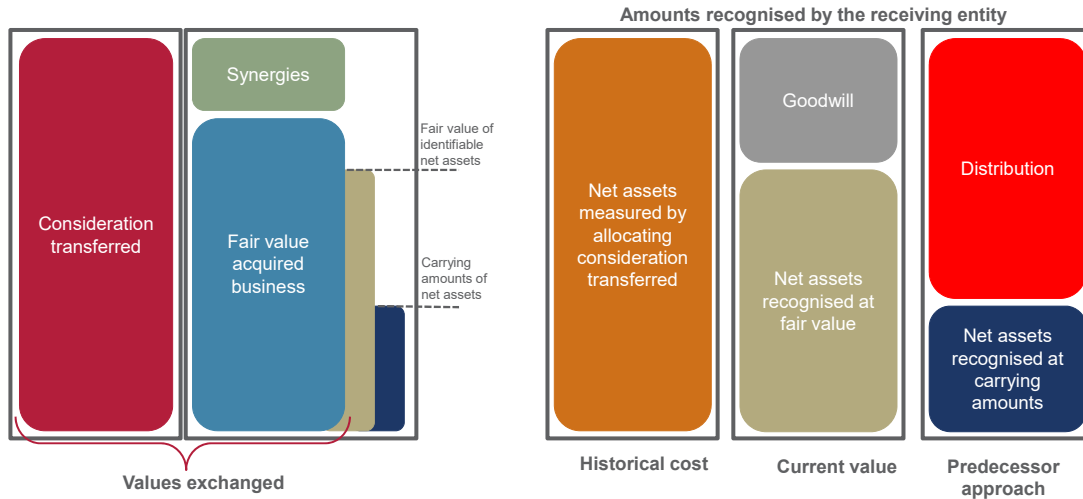 Amounts recognised by the receiving entity
Consideration
transferred
Synergies
Fair value
acquired
business
Fair value of
identifiable
net assets
Carrying
amounts of
net assets
Values exchanged
Net assets
measured by
allocating
consideration
transferred
Historical cost
Goodwill
Net assets
recognised at
fair value
Current value
Distribution
Net assets
recognised at
carrying
amounts
Predecessor
approach